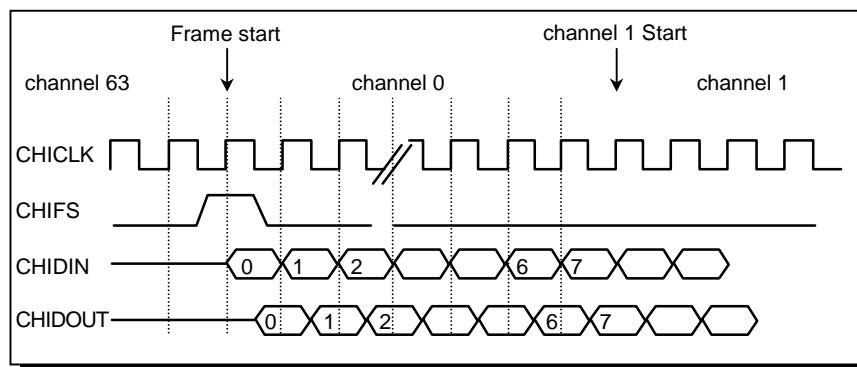 Frame start
channel 1 Start
channel 63
channel 0
channel 1
CHICLK
CHIFS
CHIDIN 0 1 2 6 7
CHIDOUT 0 1 2 6 7